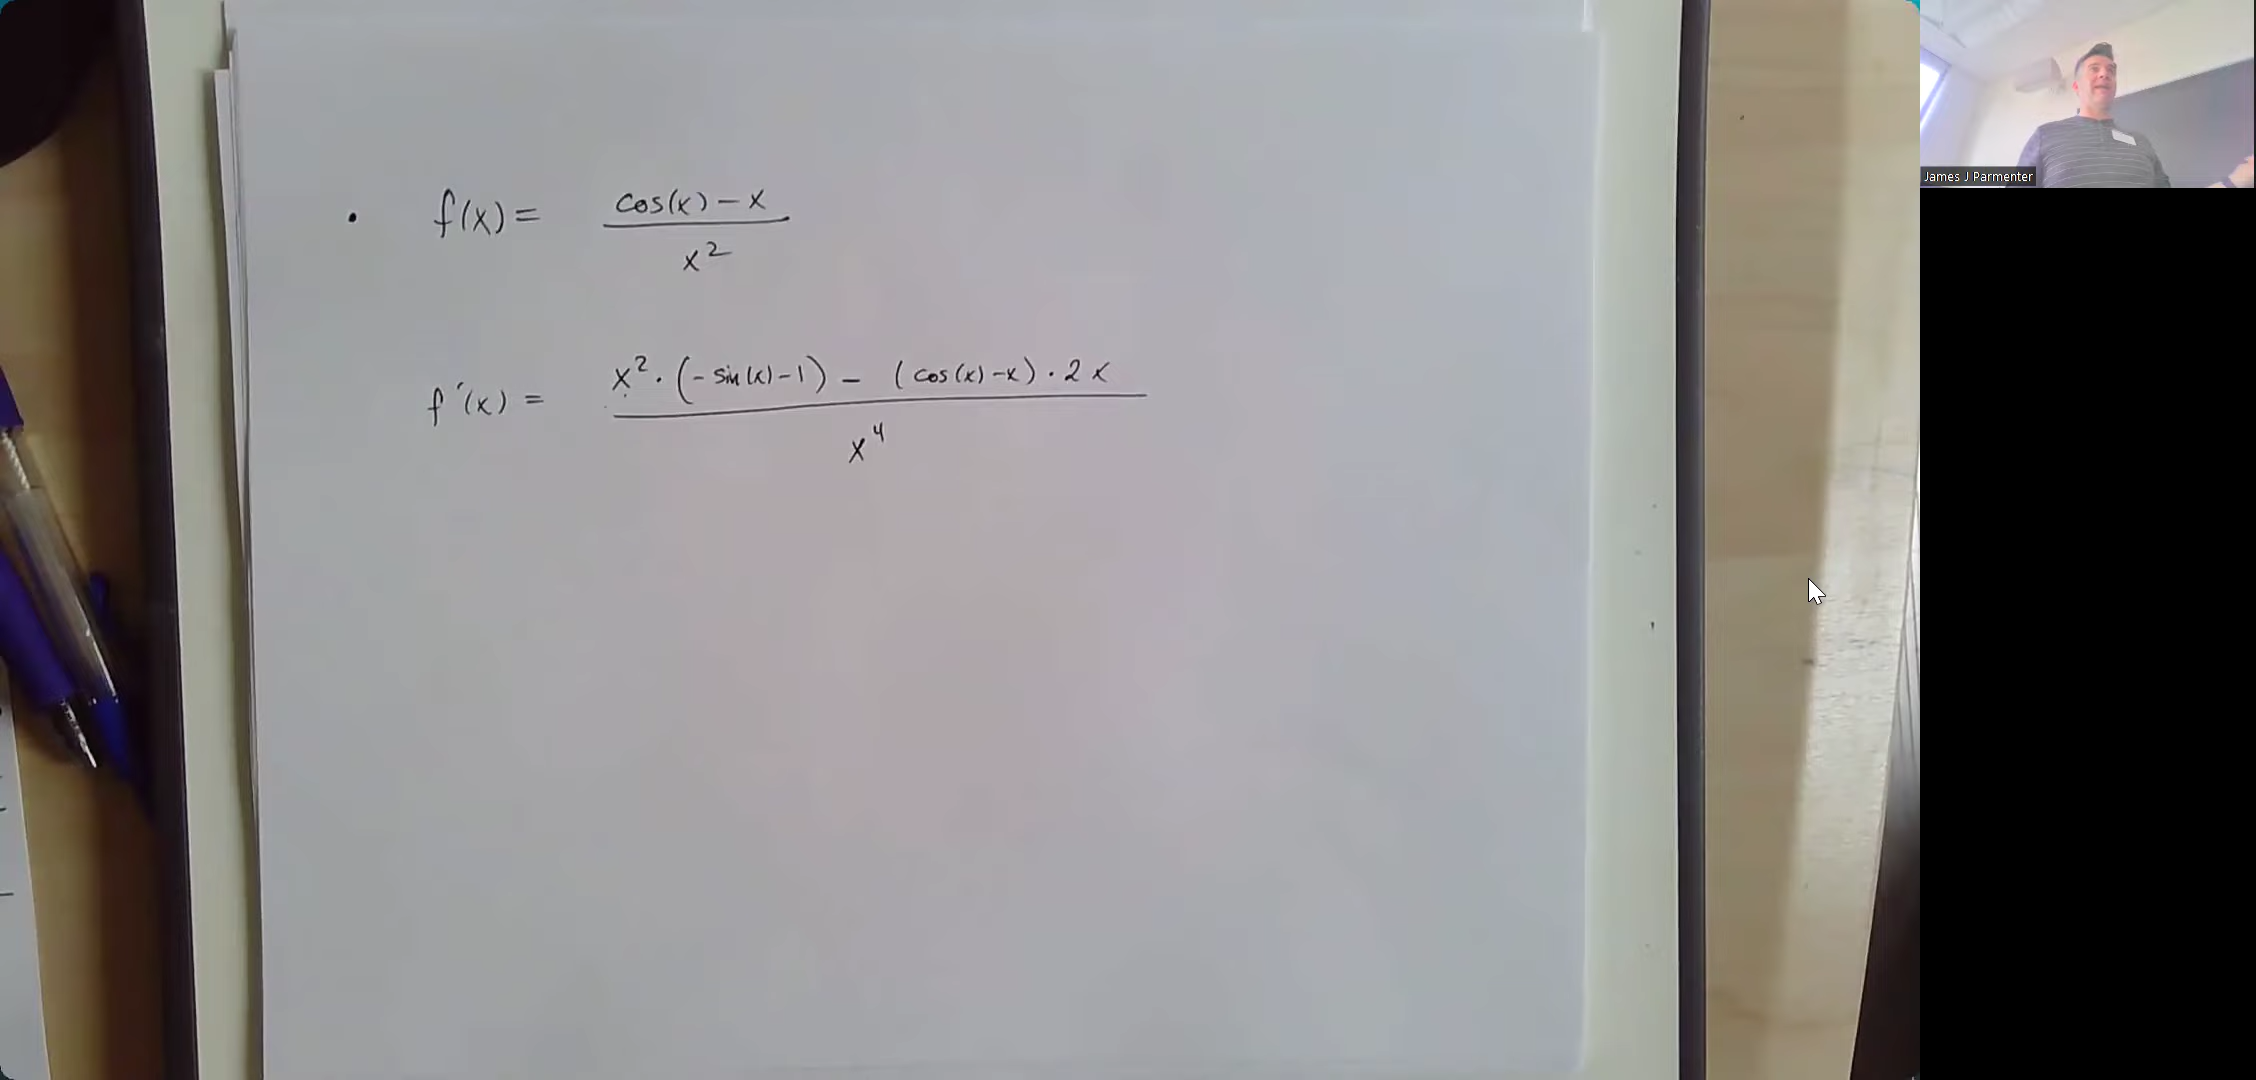 • f(x) = cos(x) - x / x²
f'(x) = x² · (-sin(x) - 1) - (cos(x) - x) · 2x / x⁴
James J Parmenter